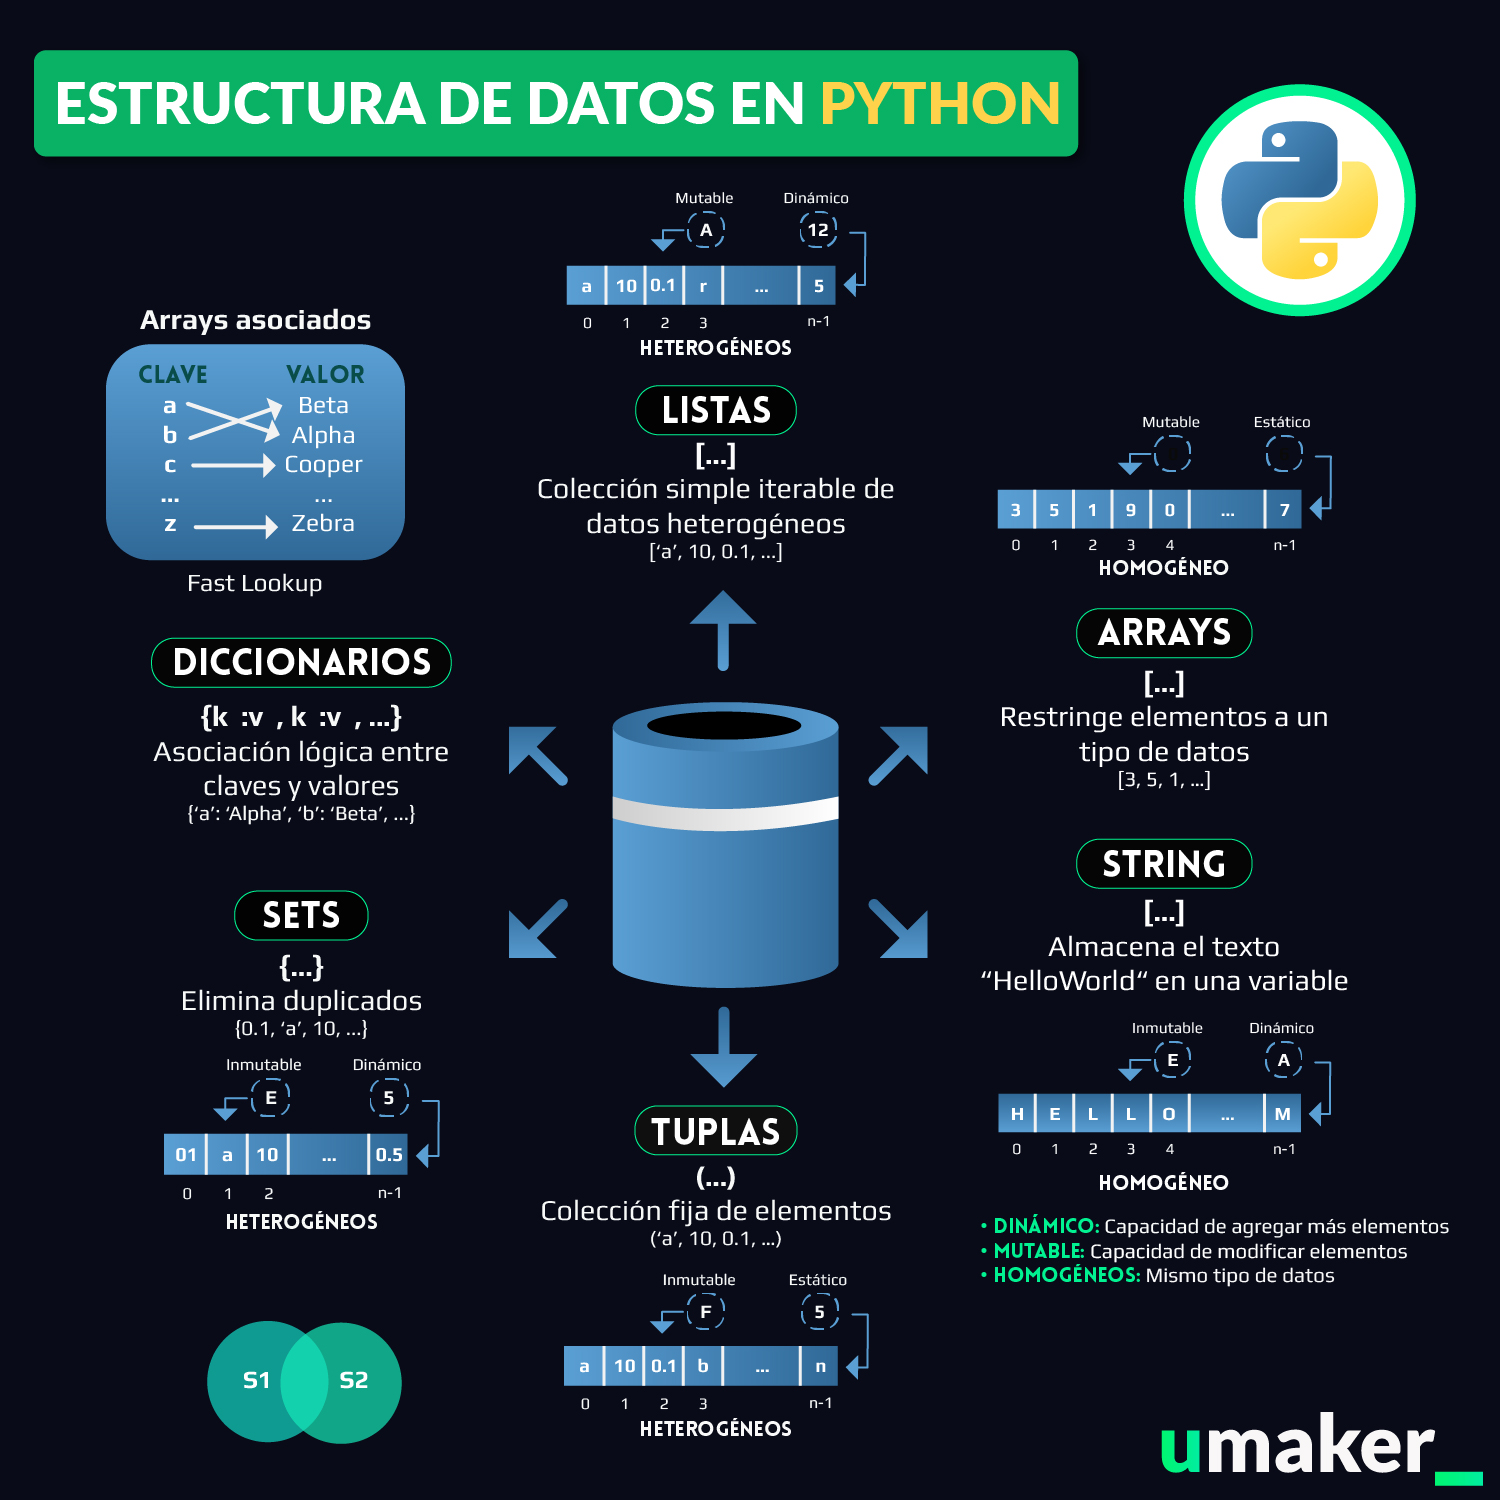 ESTRUCTURA DE DATOS EN PYTHON
Mutable Dinámico
A 12
a 10 0.1 r ... 5
0 1 2 3 n-1
HETEROGÉNEOS
LISTAS
[...]
Colección simple iterable de
datos heterogéneos
[‘a’, 10, 0.1, ...]
Arrays asociados
CLAVE VALOR
a Beta
b Alpha
c Cooper
... ...
z Zebra
Fast Lookup
DICCIONARIOS
{k :v , k :v , ...}
Asociación lógica entre
claves y valores
{‘a’: ‘Alpha’, ‘b’: ‘Beta’, ...}
Mutable Estático
3 5 1 9 0 ... 7
0 1 2 3 4 n-1
HOMOGÉNEO
ARRAYS
[...]
Restringe elementos a un
tipo de datos
[3, 5, 1, ...]
STRING
[...]
Almacena el texto
“HelloWorld“ en una variable
Inmutable Dinámico
E A
H E L L O ... M
0 1 2 3 4 n-1
HOMOGÉNEO
SETS
{...}
Elimina duplicados
{0.1, ‘a’, 10, ...}
Inmutable Dinámico
E 5
01 a 10 ... 0.5
0 1 2 n-1
HETEROGÉNEOS
S1 S2
TUPLAS
(...)
Colección fija de elementos
(‘a’, 10, 0.1, ...)
Inmutable Estático
F 5
a 10 0.1 b ... n
0 1 2 3 n-1
HETEROGÉNEOS
• DINÁMICO: Capacidad de agregar más elementos
• MUTABLE: Capacidad de modificar elementos
• HOMOGÉNEOS: Mismo tipo de datos
umaker_